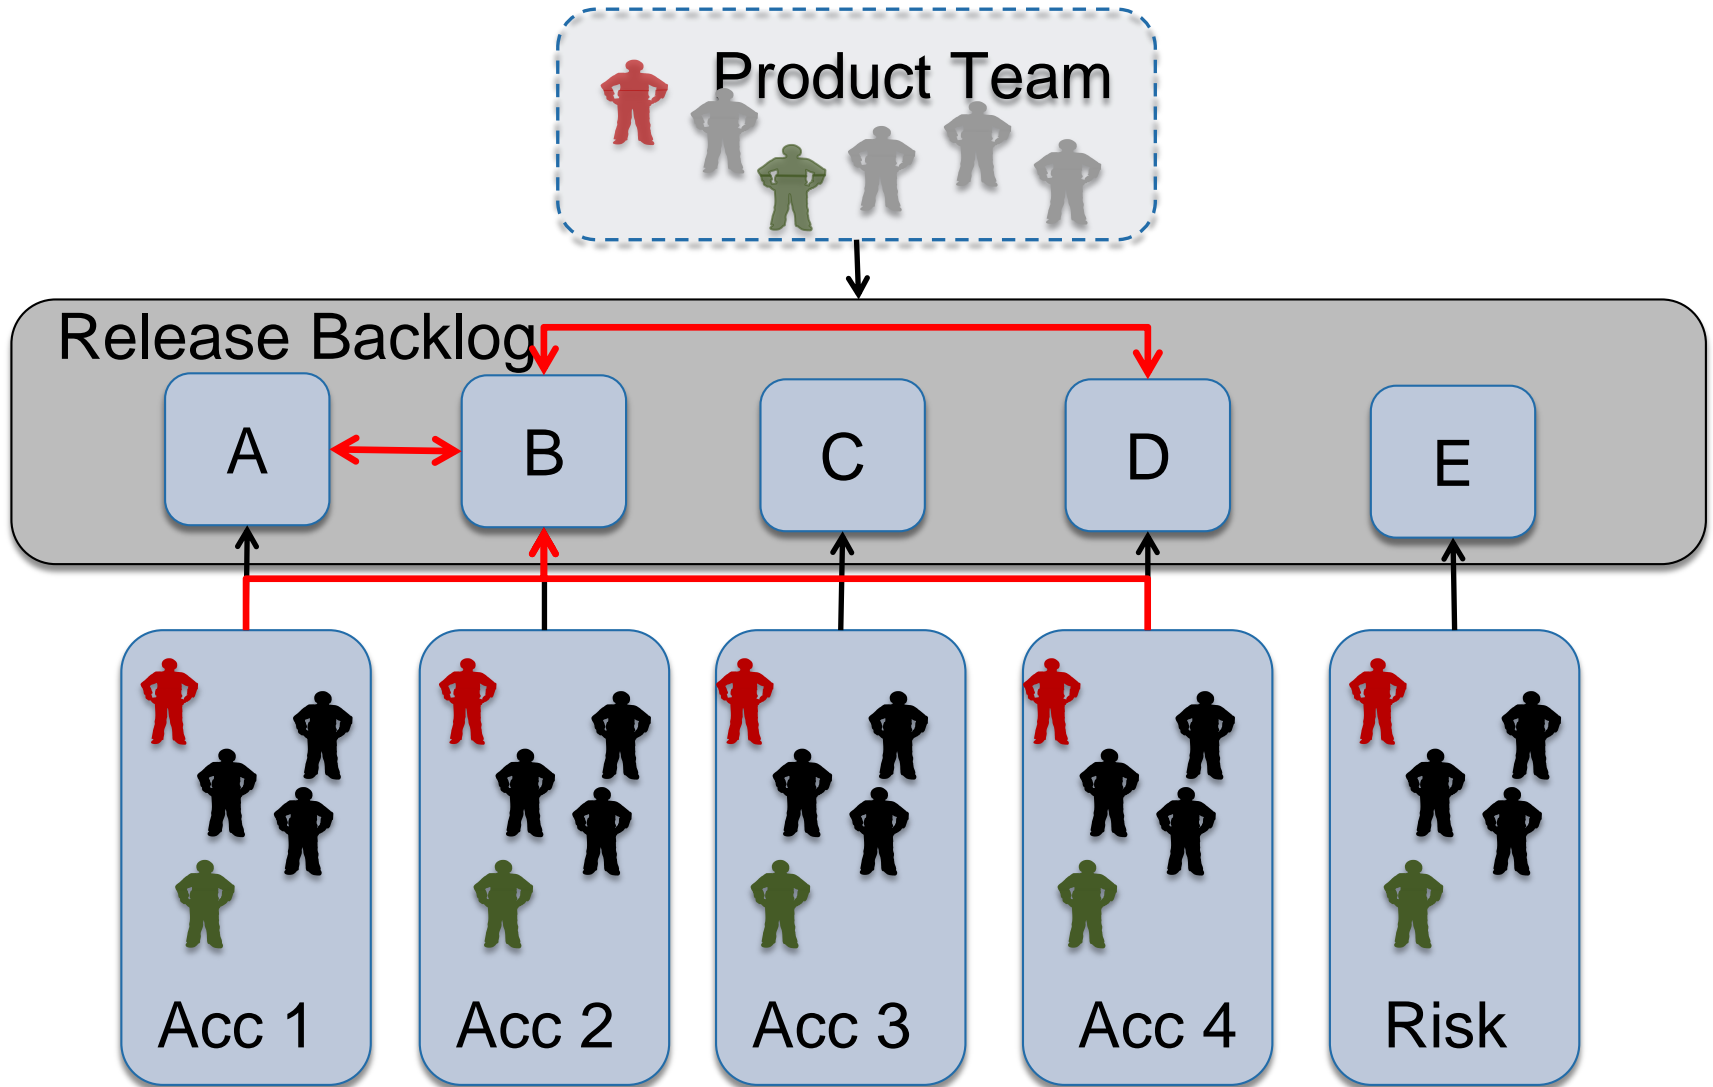 Product Team
Release Backlog
A
B
C
D
E
Acc 1
Acc 2
Acc 3
Acc 4
Risk